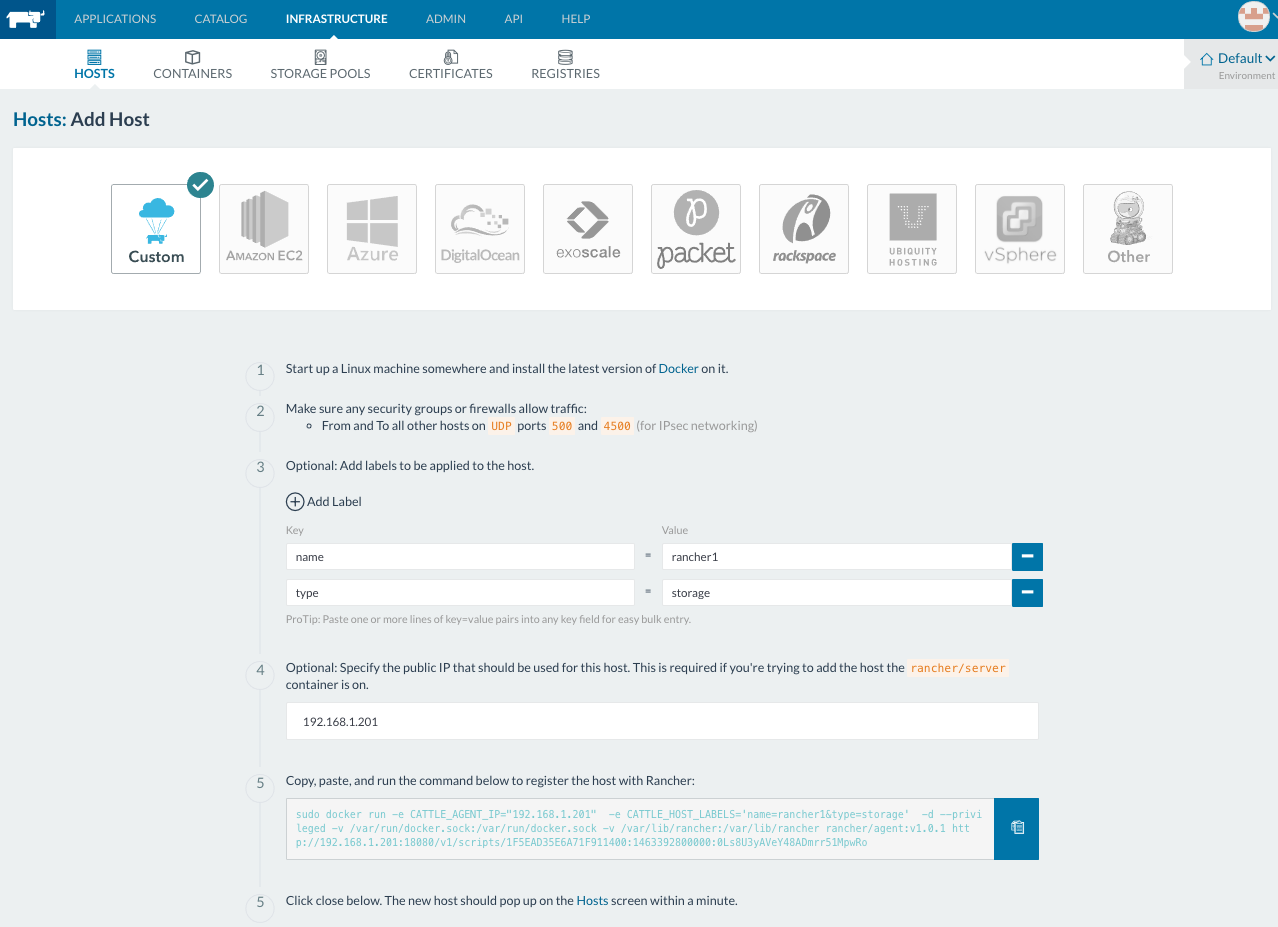 APPLICATIONS CATALOG INFRASTRUCTURE ADMIN API HELP
HOSTS CONTAINERS STORAGE POOLS CERTIFICATES REGISTRIES
Default
Environment
Hosts: Add Host
Custom
AMAZON EC2
Azure
DigitalOcean
exoscale
packet
rackspace
UBIQUITY
HOSTING
vSphere
Other
1 Start up a Linux machine somewhere and install the latest version of Docker on it.
2 Make sure any security groups or firewalls allow traffic:
From and To all other hosts on UDP ports 500 and 4500 (for IPsec networking)
3 Optional: Add labels to be applied to the host.
Add Label
Key Value
name = rancher1
type = storage
ProTip: Paste one or more lines of key=value pairs into any key field for easy bulk entry.
4 Optional: Specify the public IP that should be used for this host. This is required if you're trying to add the host the rancher/server
container is on.
192.168.1.201
5 Copy, paste, and run the command below to register the host with Rancher:
sudo docker run -e CATTLE_AGENT_IP="192.168.1.201"  -e CATTLE_HOST_LABELS='name=rancher1&type=storage'  -d --privi
leged -v /var/run/docker.sock:/var/run/docker.sock -v /var/lib/rancher:/var/lib/rancher rancher/agent:v1.0.1 htt
p://192.168.1.201:18080/v1/scripts/1F5EAD35E6A71F911400:1463392800000:0Ls8U3yAVeY48ADmrr51MpwRo
5 Click close below. The new host should pop up on the Hosts screen within a minute.